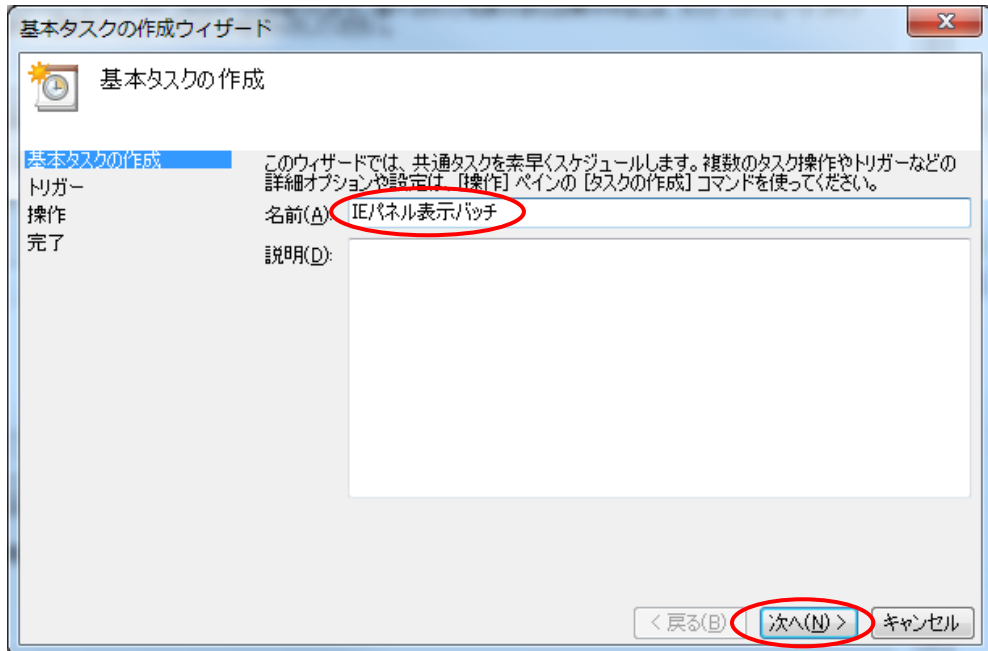 基本タスクの作成ウィザード
基本タスクの作成
基本タスクの作成
トリガー
操作
完了
このウィザードでは、共通タスクを素早くスケジュールします。複数のタスク操作やトリガーなどの
詳細オプションや設定は、[操作] ペインの [タスクの作成] コマンドを使ってください。
名前(A): IEパネル表示バッチ
説明(D):
< 戻る(B) 次へ(N) > キャンセル